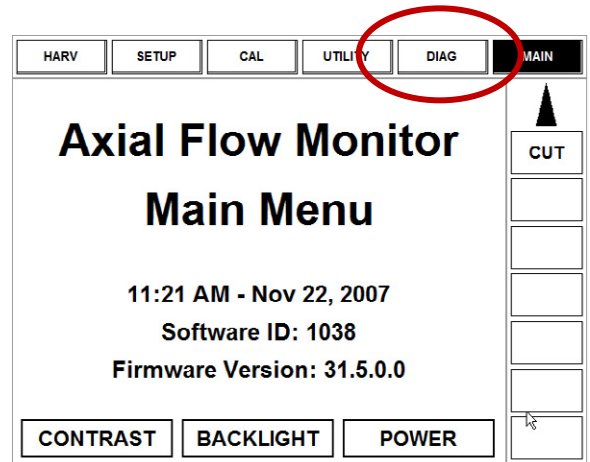 HARV SETUP CAL UTILITY DIAG MAIN
CUT
Axial Flow Monitor
Main Menu
11:21 AM - Nov 22, 2007
Software ID: 1038
Firmware Version: 31.5.0.0
CONTRAST BACKLIGHT POWER